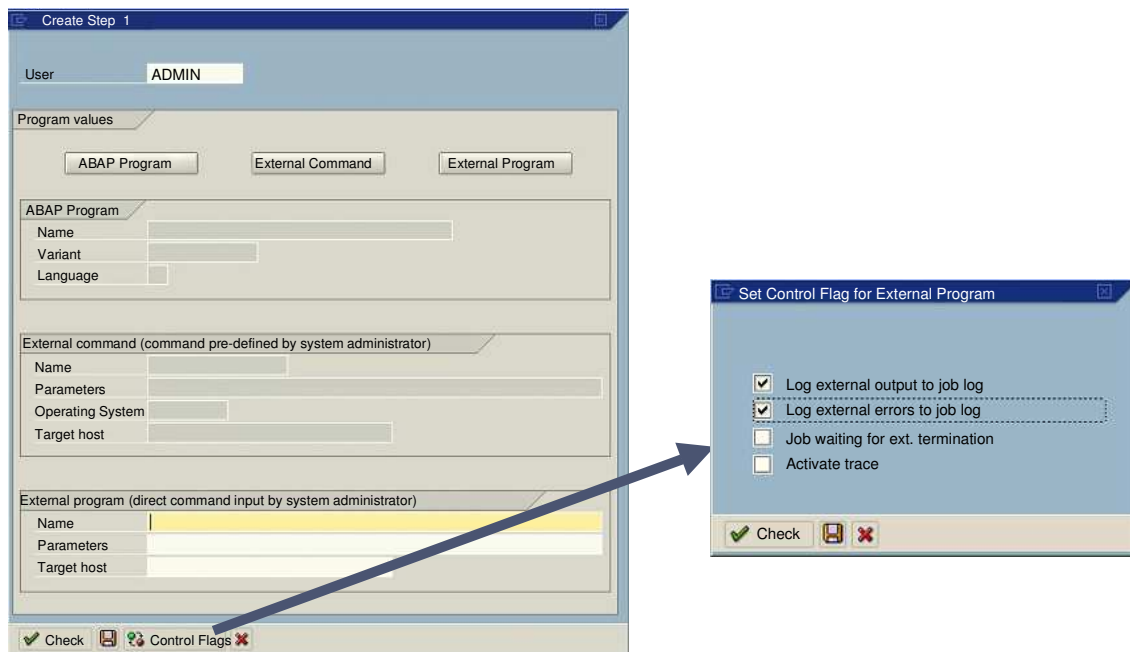 Create Step 1
User ADMIN
Program values
ABAP Program External Command External Program
ABAP Program
Name
Variant
Language
External command (command pre-defined by system administrator)
Name
Parameters
Operating System
Target host
External program (direct command input by system administrator)
Name
Parameters
Target host
Check Control Flags
Set Control Flag for External Program
Log external output to job log
Log external errors to job log
Job waiting for ext. termination
Activate trace
Check